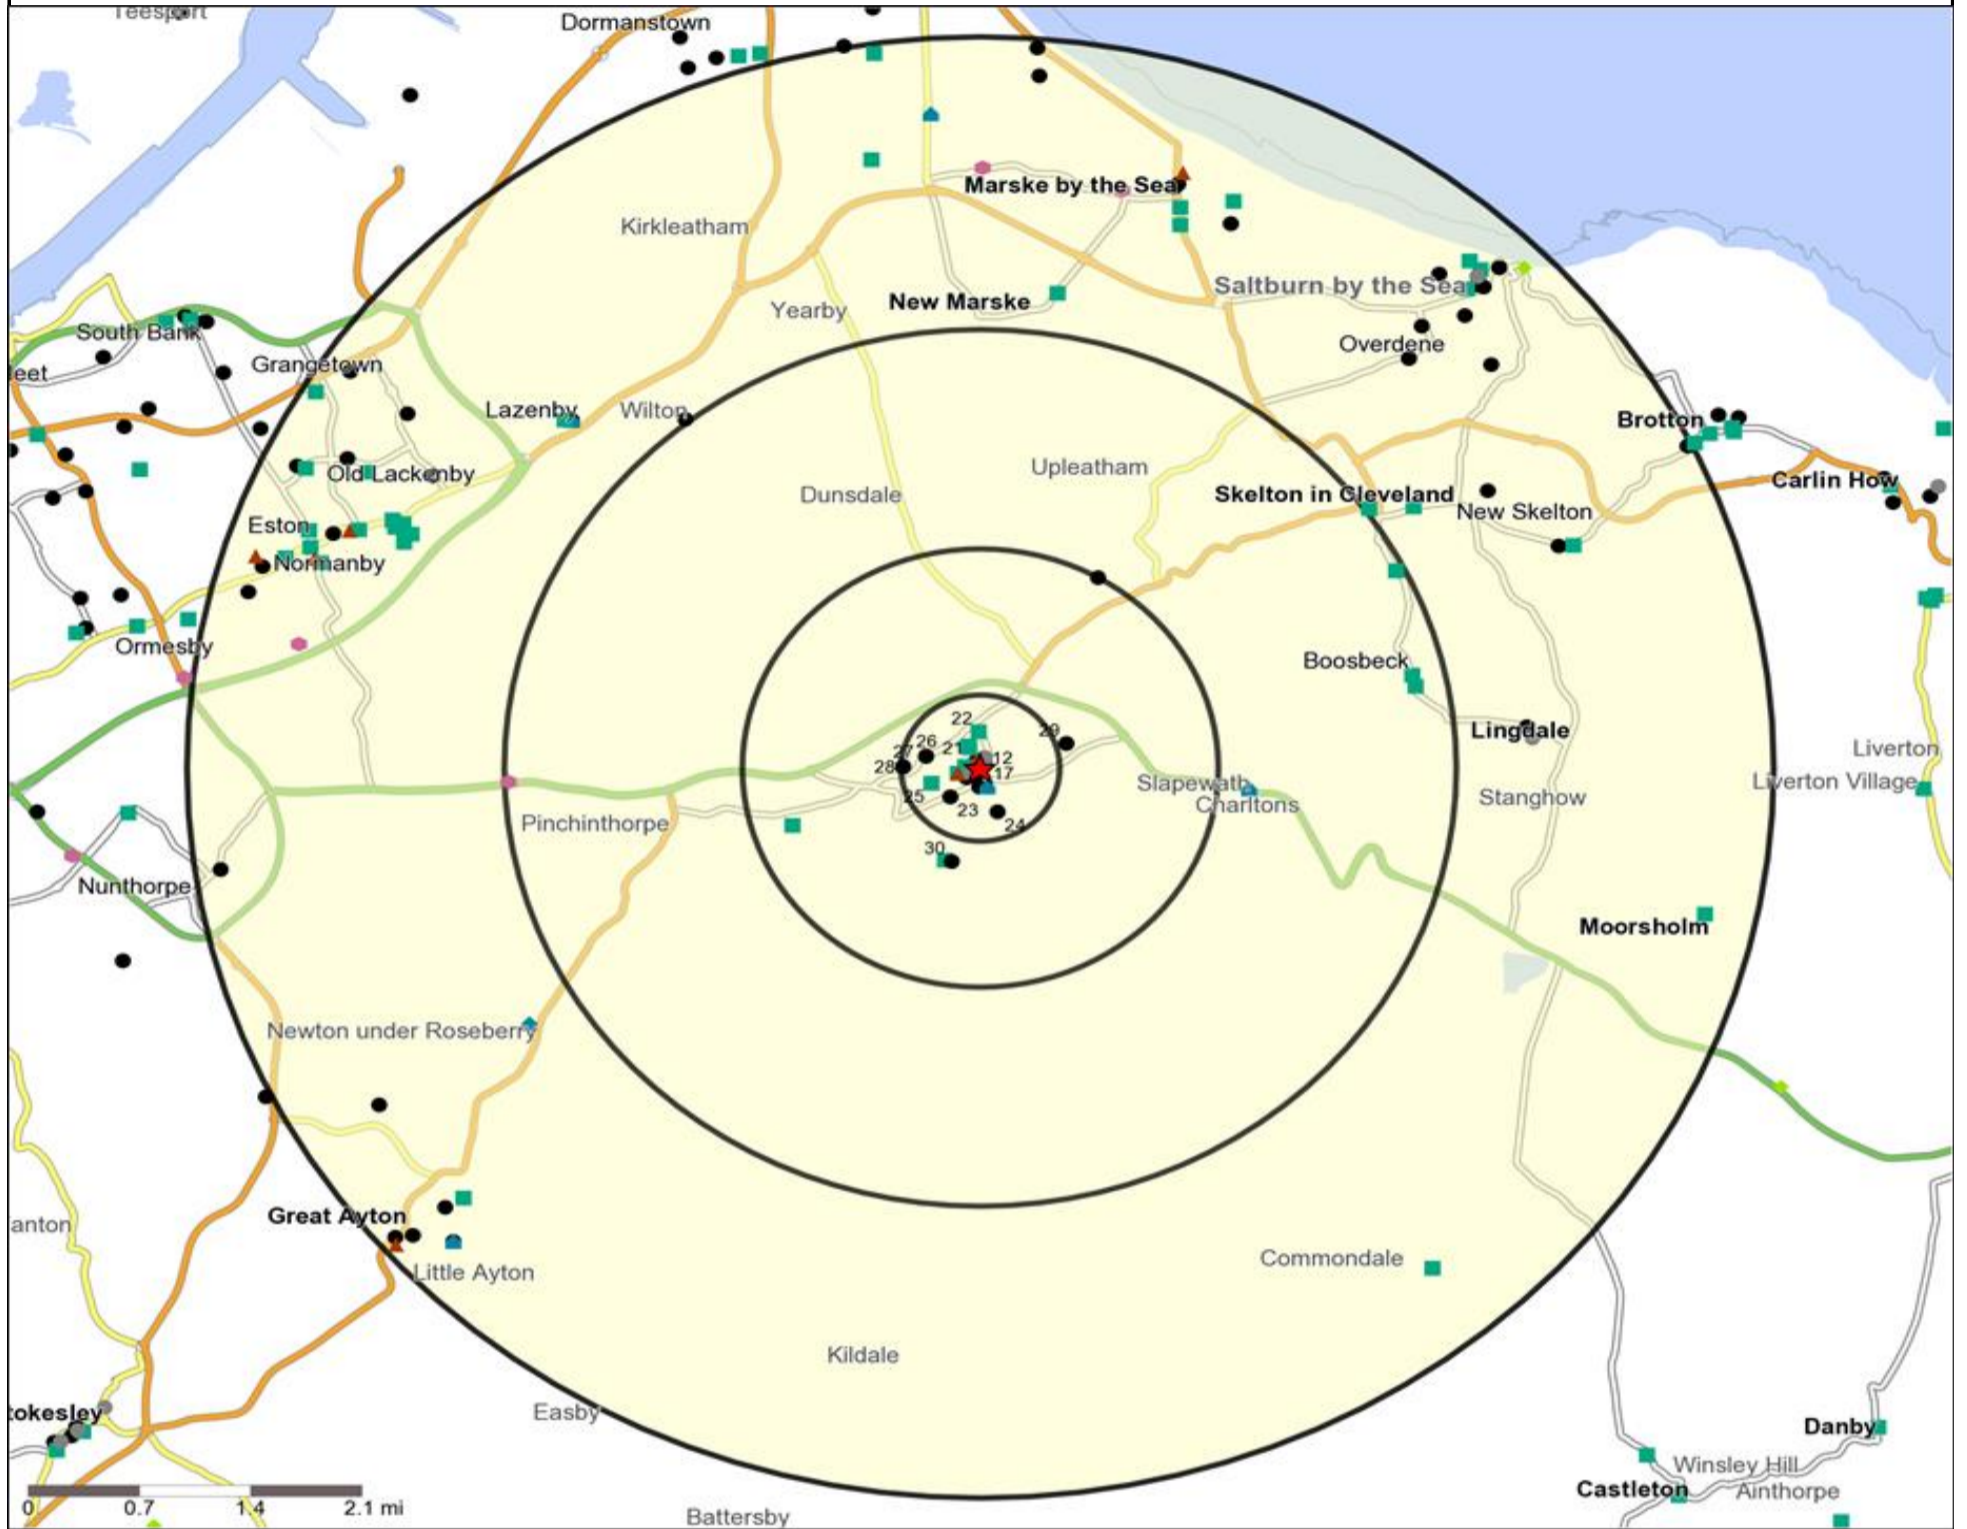 Teesport
Dormanstown
Marske by the Sea
Kirkleatham
Saltburn by the Sea
New Marske
Yearby
South Bank
Overdene
Grangetown
eet
Lazenby
Wilton
Brotton
Upleatham
Old Lackenby
Carlin How
Dunsdale
Skelton in Cleveland
New Skelton
Eston
Normanby
Ormesby
Boosbeck
22
29
Lingdale
26
21
27
12
Liverton
28
17
Slapewath
Liverton Village
25
Charltons
Stanghow
23
Pinchinthorpe
24
30
Nunthorpe
Moorsholm
Newton under Roseberry
Great Ayton
anton
Commondale
Little Ayton
Kildale
Easby
tokesley
Danby
Winsley Hill
Castleton
Ainthorpe
0 0.7 1.4 2.1 mi
Battersby